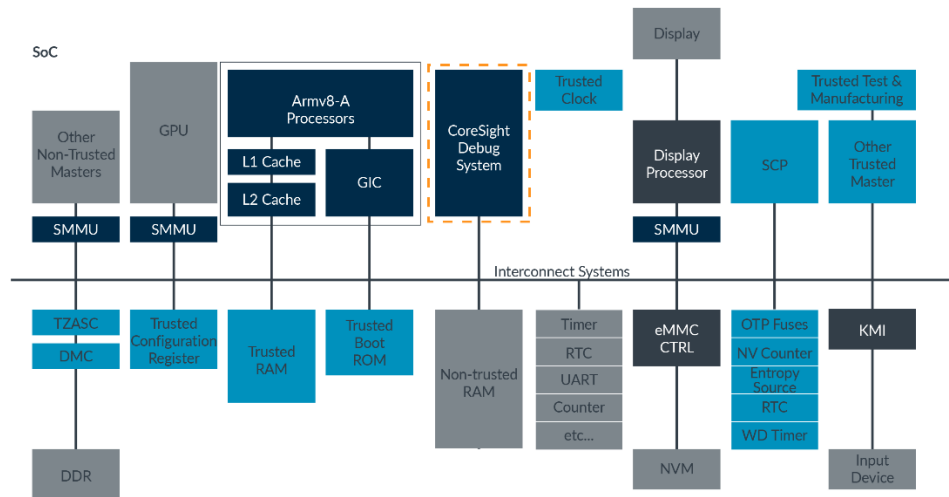 Display
SoC
Armv8-A
Processors
CoreSight
Debug
System
Trusted
Clock
Trusted Test &
Manufacturing
GPU
Other
Non-Trusted
Masters
L1 Cache
L2 Cache
GIC
Display
Processor
SCP
Other
Trusted
Master
SMMU
SMMU
SMMU
Interconnect Systems
TZASC
DMC
Trusted
Configuration
Register
Trusted
RAM
Trusted
Boot
ROM
Non-trusted
RAM
Timer
RTC
UART
Counter
etc...
eMMC
CTRL
OTP Fuses
NV Counter
Entropy
Source
RTC
WD Timer
KMI
DDR
NVM
Input
Device